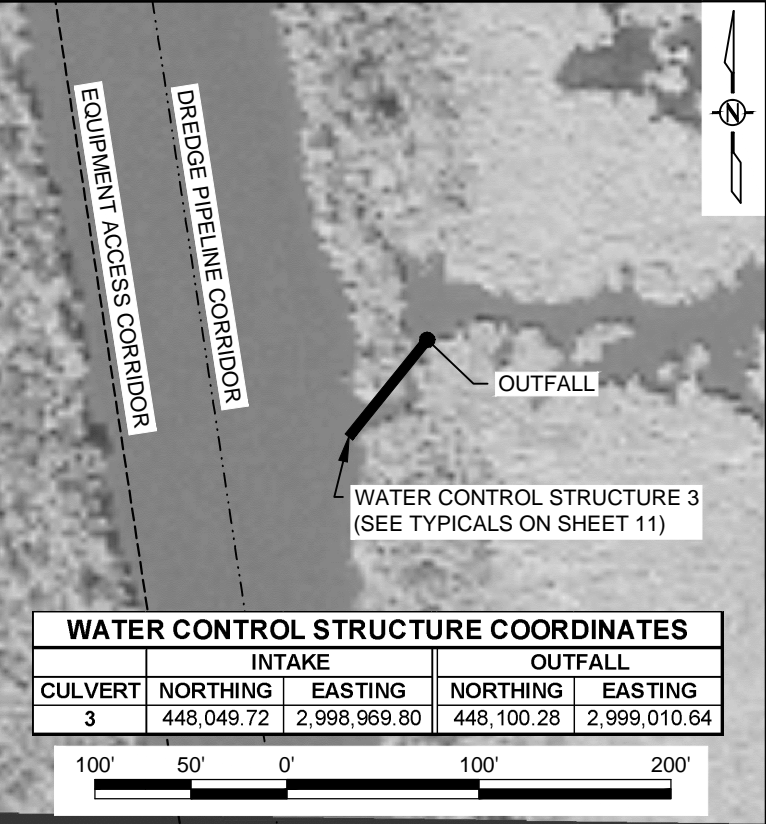 N
EQUIPMENT ACCESS CORRIDOR
DREDGE PIPELINE CORRIDOR
OUTFALL
WATER CONTROL STRUCTURE 3
(SEE TYPICALS ON SHEET 11)
WATER CONTROL STRUCTURE COORDINATES
INTAKE OUTFALL
CULVERT NORTHING EASTING NORTHING EASTING
3 448,049.72 2,998,969.80 448,100.28 2,999,010.64
100' 50' 0' 100' 200'